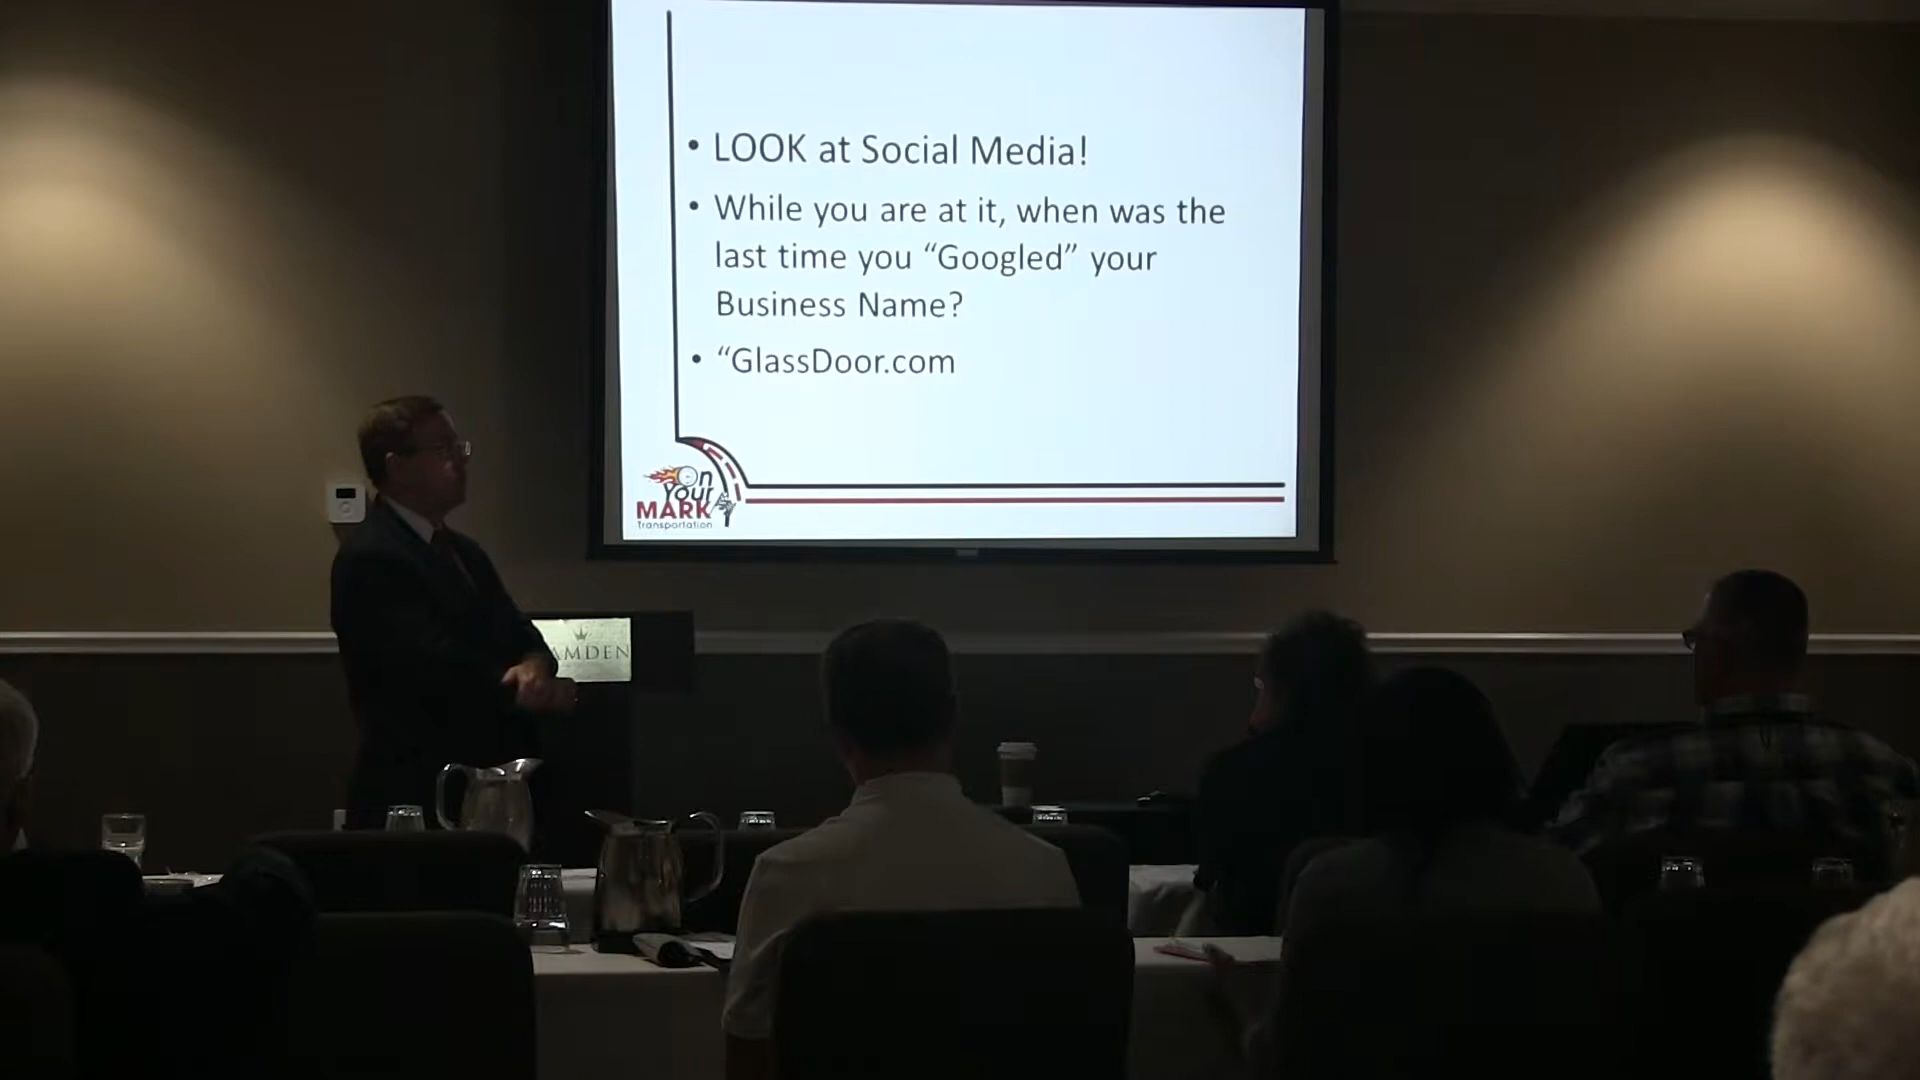 • LOOK at Social Media!
• While you are at it, when was the
last time you “Googled” your
Business Name?
• “GlassDoor.com
On
Your
MARK
Transportation
AMDEN